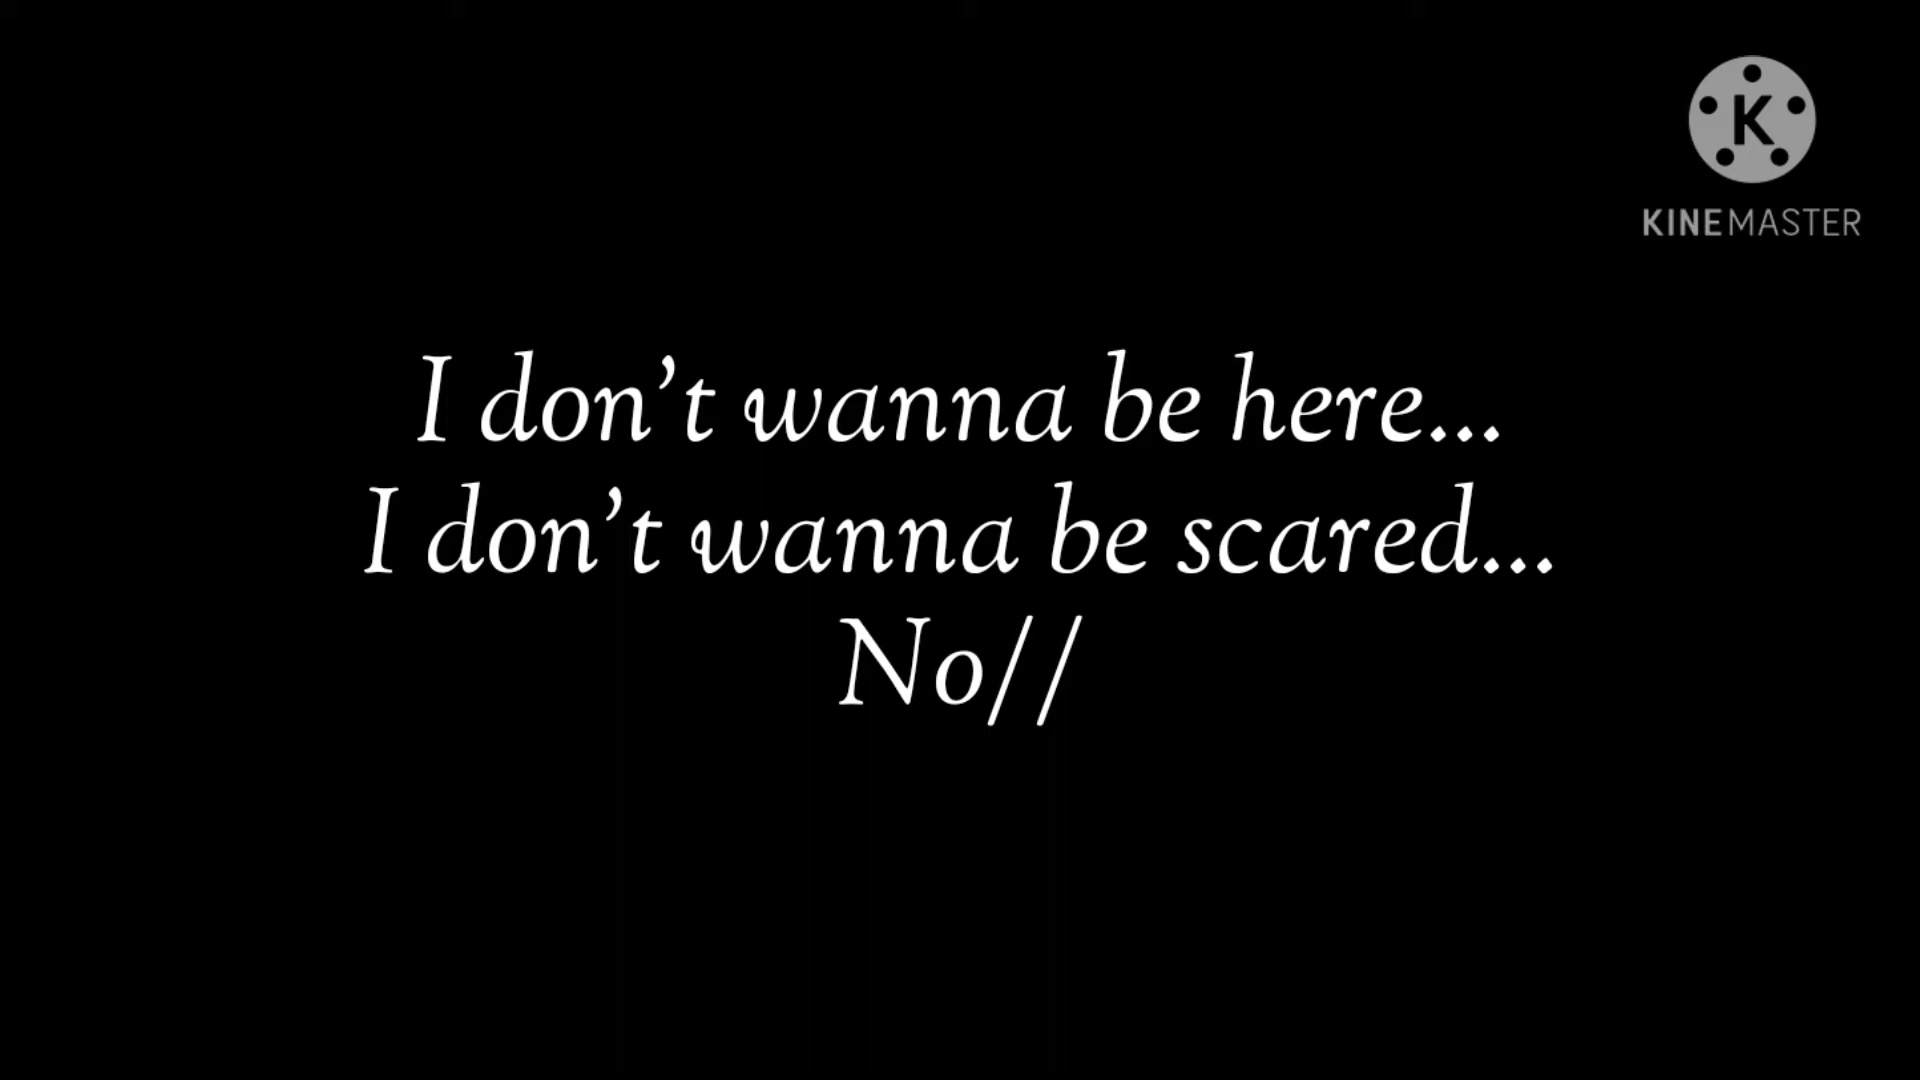 K
KINEMASTER
I don’t wanna be here...
I don’t wanna be scared...
No//